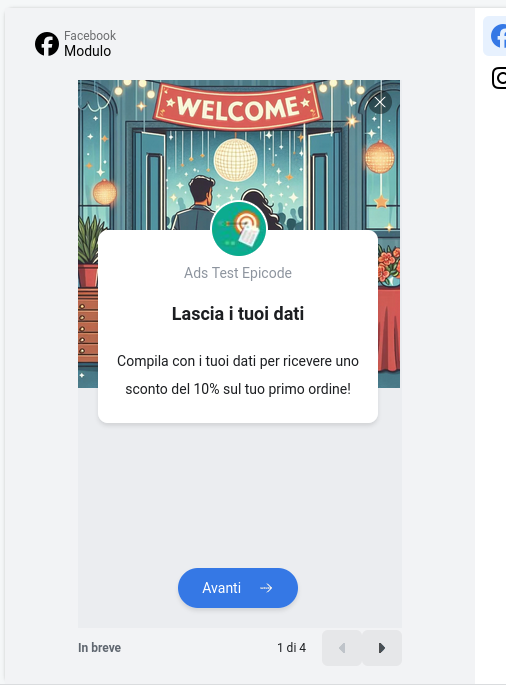 Facebook
Modulo
WELCOME
Ads Test Epicode
Lascia i tuoi dati
Compila con i tuoi dati per ricevere uno
sconto del 10% sul tuo primo ordine!
Avanti
In breve
1 di 4